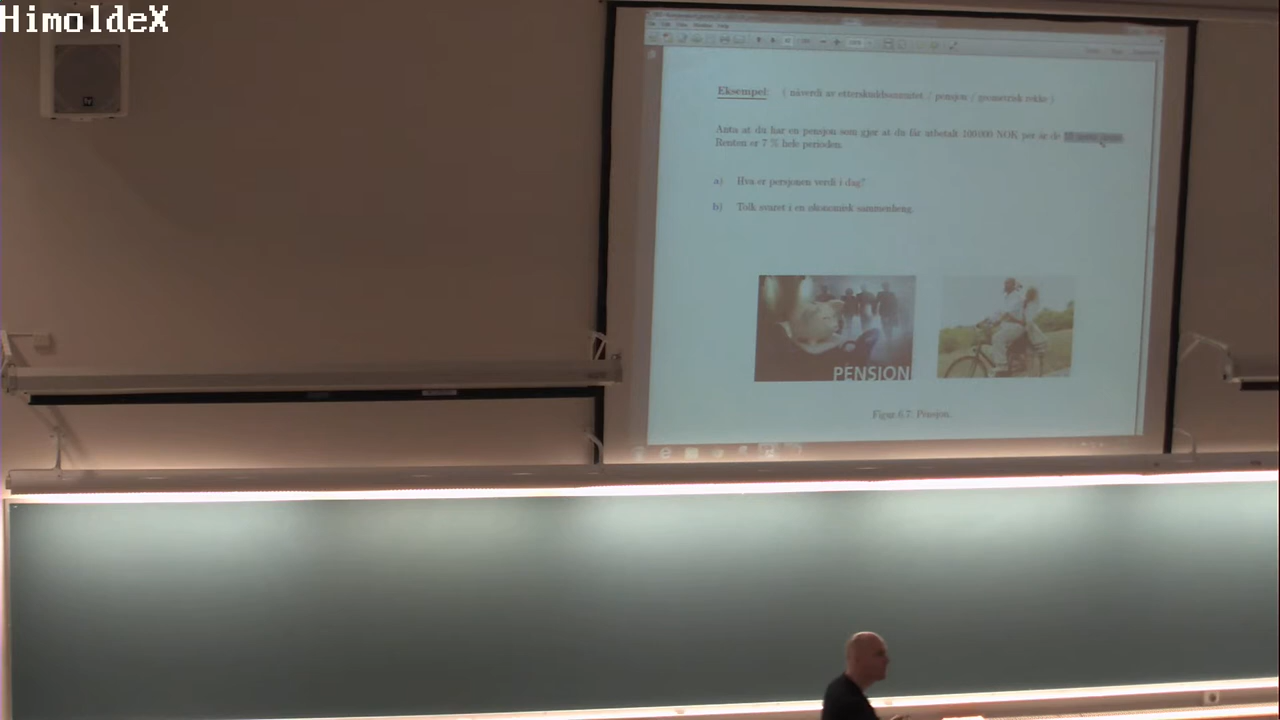 HimoldeX
Eksempel: ( nåverdi av etterskuddsannuitet / pensjon / geometrisk rekke )
Anta at du har en pensjon som gjør at du får utbetalt 100 000 NOK per år de
Renten er 7 % hele perioden.
a) Hva er pensjonen verdt i dag?
b) Tolk svaret i en økonomisk sammenheng.
PENSION
Figur 6.7: Pensjon.